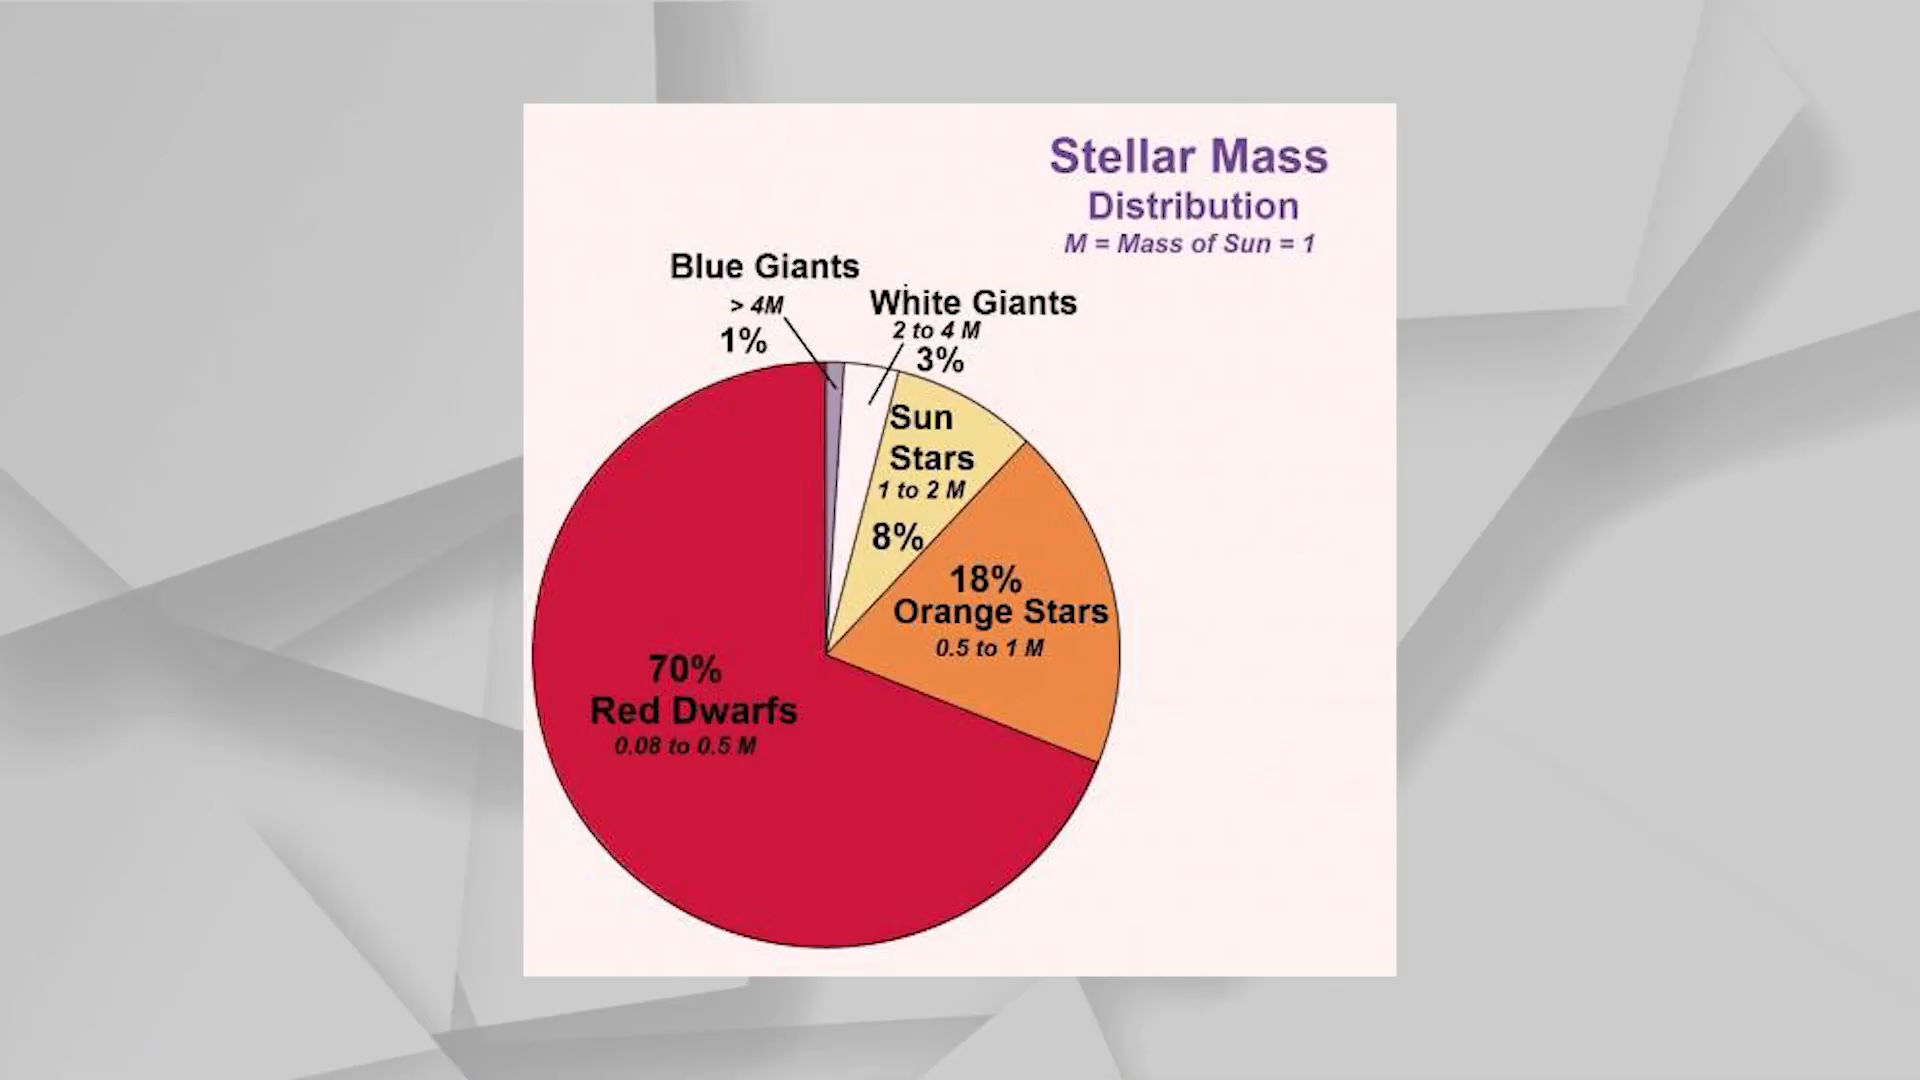 Stellar Mass
Distribution
M = Mass of Sun = 1
Blue Giants
> 4M
1%
White Giants
2 to 4 M
3%
Sun
Stars
1 to 2 M
8%
18%
Orange Stars
0.5 to 1 M
70%
Red Dwarfs
0.08 to 0.5 M